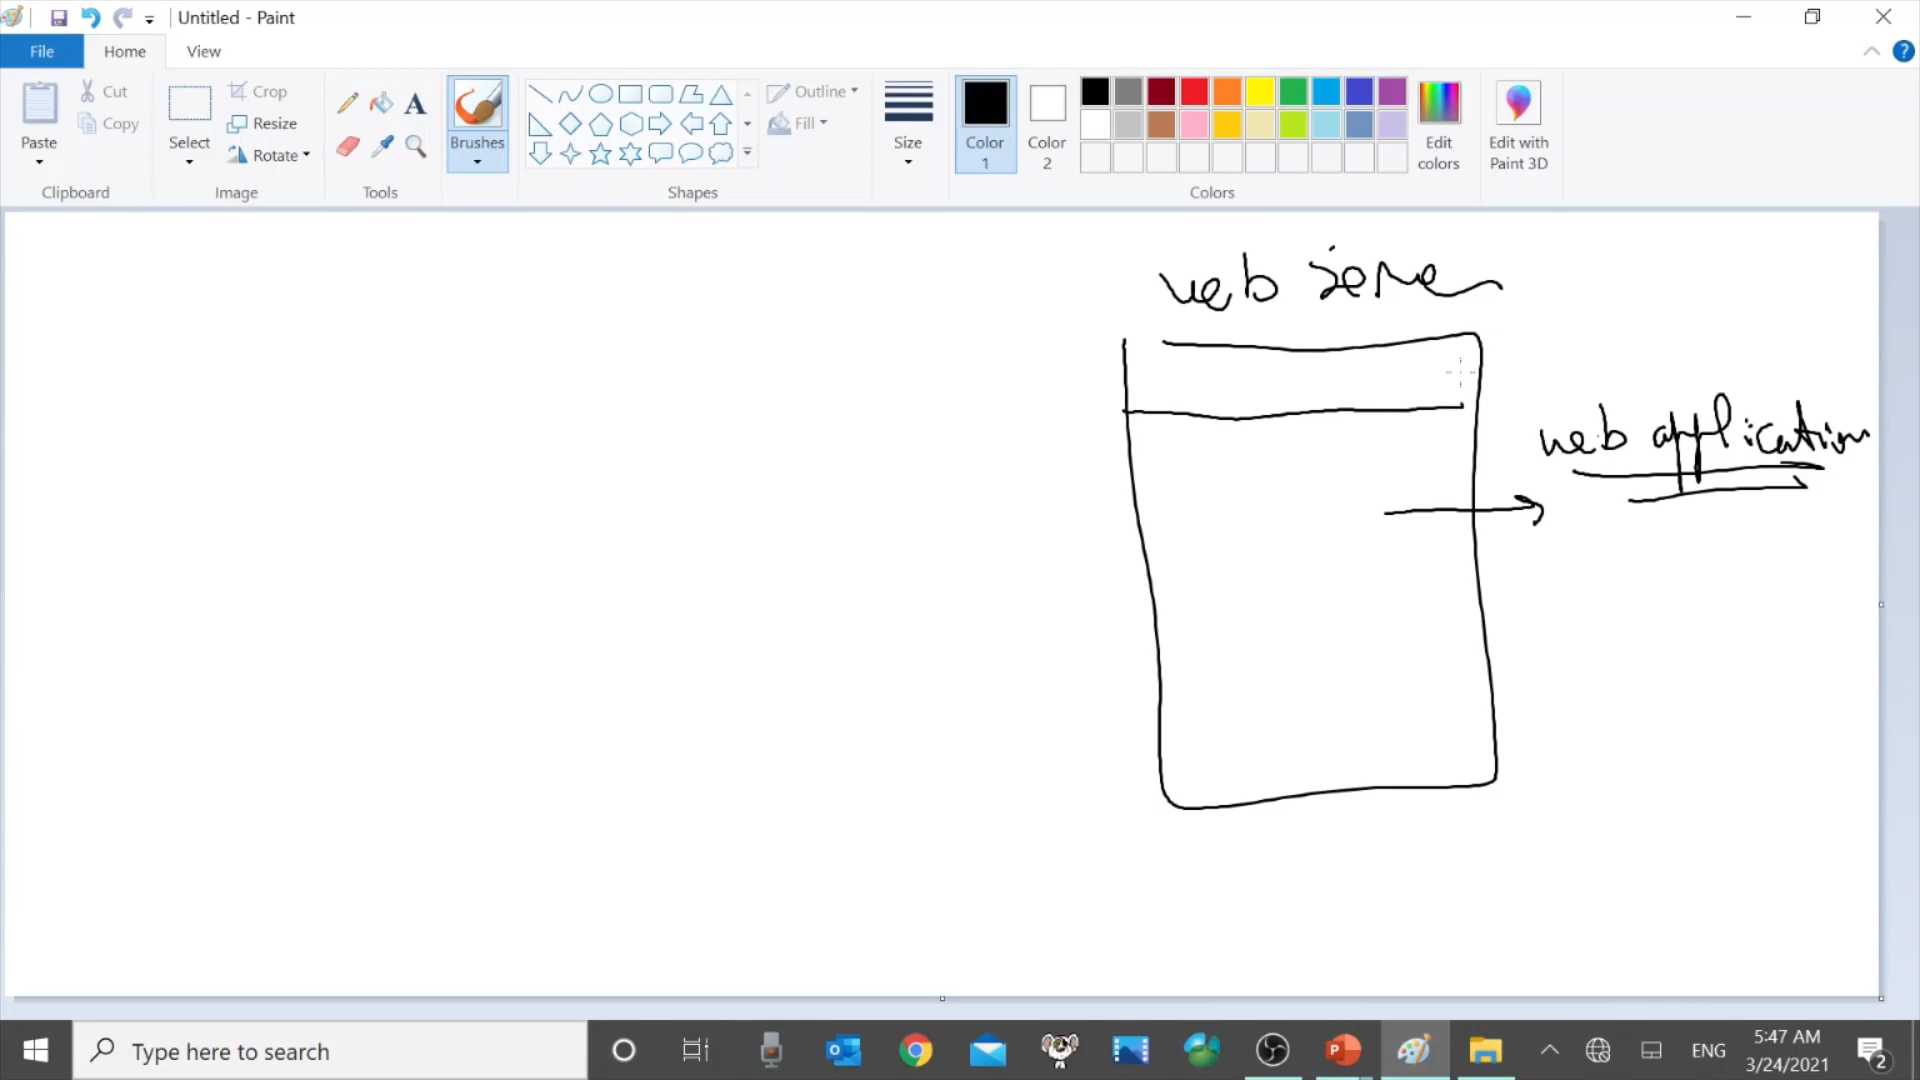 Untitled - Paint
File Home View
Paste
Cut
Copy
Clipboard
Select
Crop
Resize
Rotate
Image
Tools
Brushes
Shapes
Outline
Fill
Size
Color 1
Color 2
Colors
Edit colors
Edit with Paint 3D
web server
web application
Type here to search
ENG
5:47 AM
3/24/2021
2